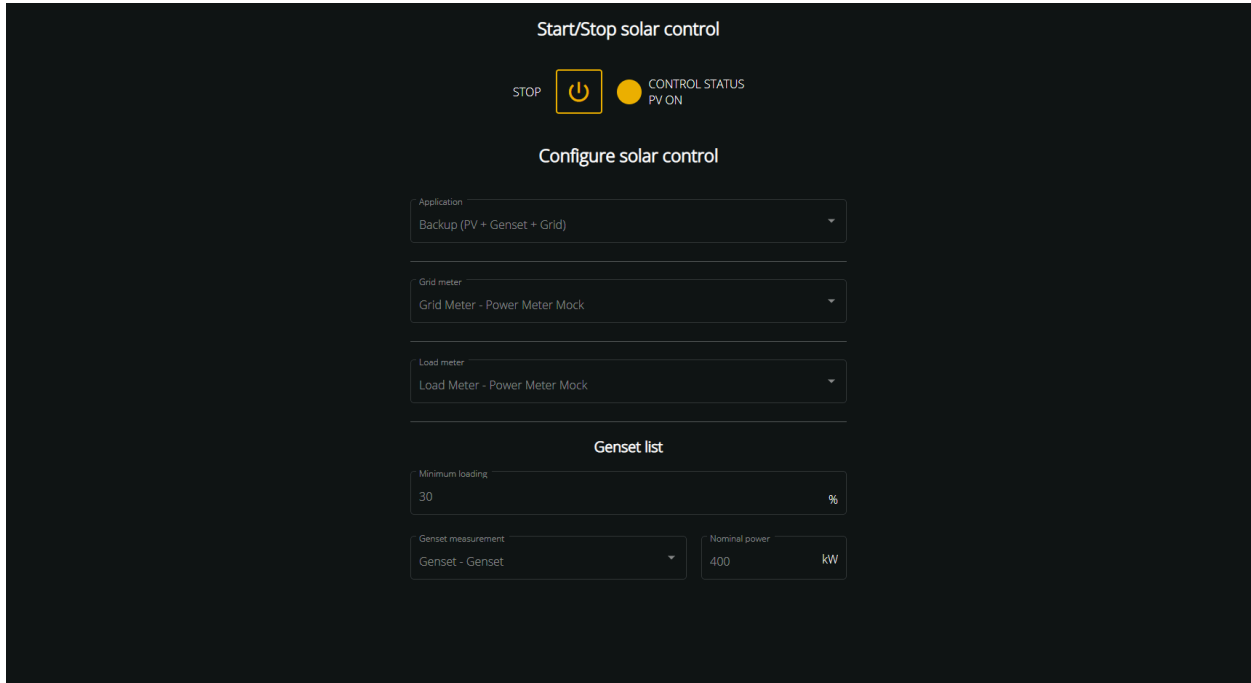 Start/Stop solar control
STOP
CONTROL STATUS
PV ON
Configure solar control
Application
Backup (PV + Genset + Grid)
Grid meter
Grid Meter - Power Meter Mock
Load meter
Load Meter - Power Meter Mock
Genset list
Minimum loading
30 %
Genset measurement
Genset - Genset
Nominal power
400 kW